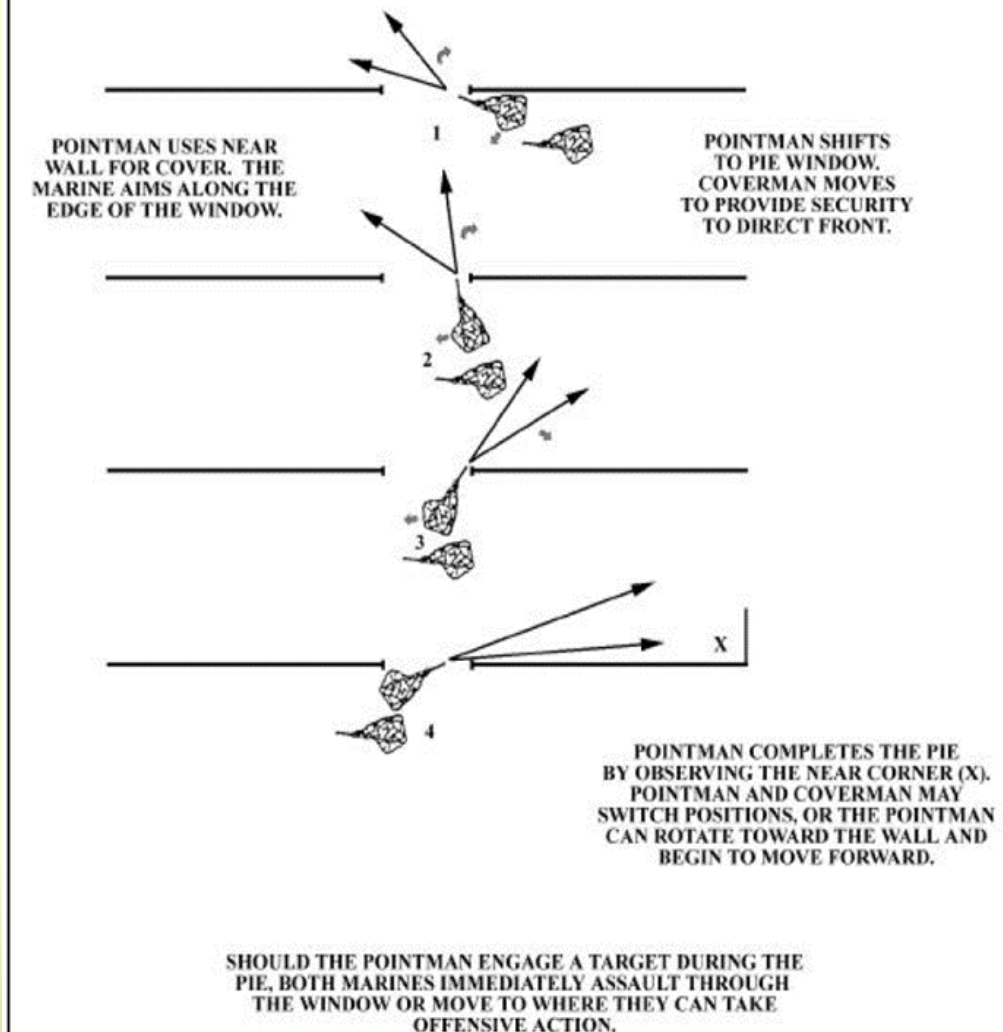 1
POINTMAN USES NEAR
WALL FOR COVER. THE
MARINE AIMS ALONG THE
EDGE OF THE WINDOW.
POINTMAN SHIFTS
TO PIE WINDOW.
COVERMAN MOVES
TO PROVIDE SECURITY
TO DIRECT FRONT.
2
3
X
4
POINTMAN COMPLETES THE PIE
BY OBSERVING THE NEAR CORNER (X).
POINTMAN AND COVERMAN MAY
SWITCH POSITIONS, OR THE POINTMAN
CAN ROTATE TOWARD THE WALL AND
BEGIN TO MOVE FORWARD.
SHOULD THE POINTMAN ENGAGE A TARGET DURING THE
PIE, BOTH MARINES IMMEDIATELY ASSAULT THROUGH
THE WINDOW OR MOVE TO WHERE THEY CAN TAKE
OFFENSIVE ACTION.